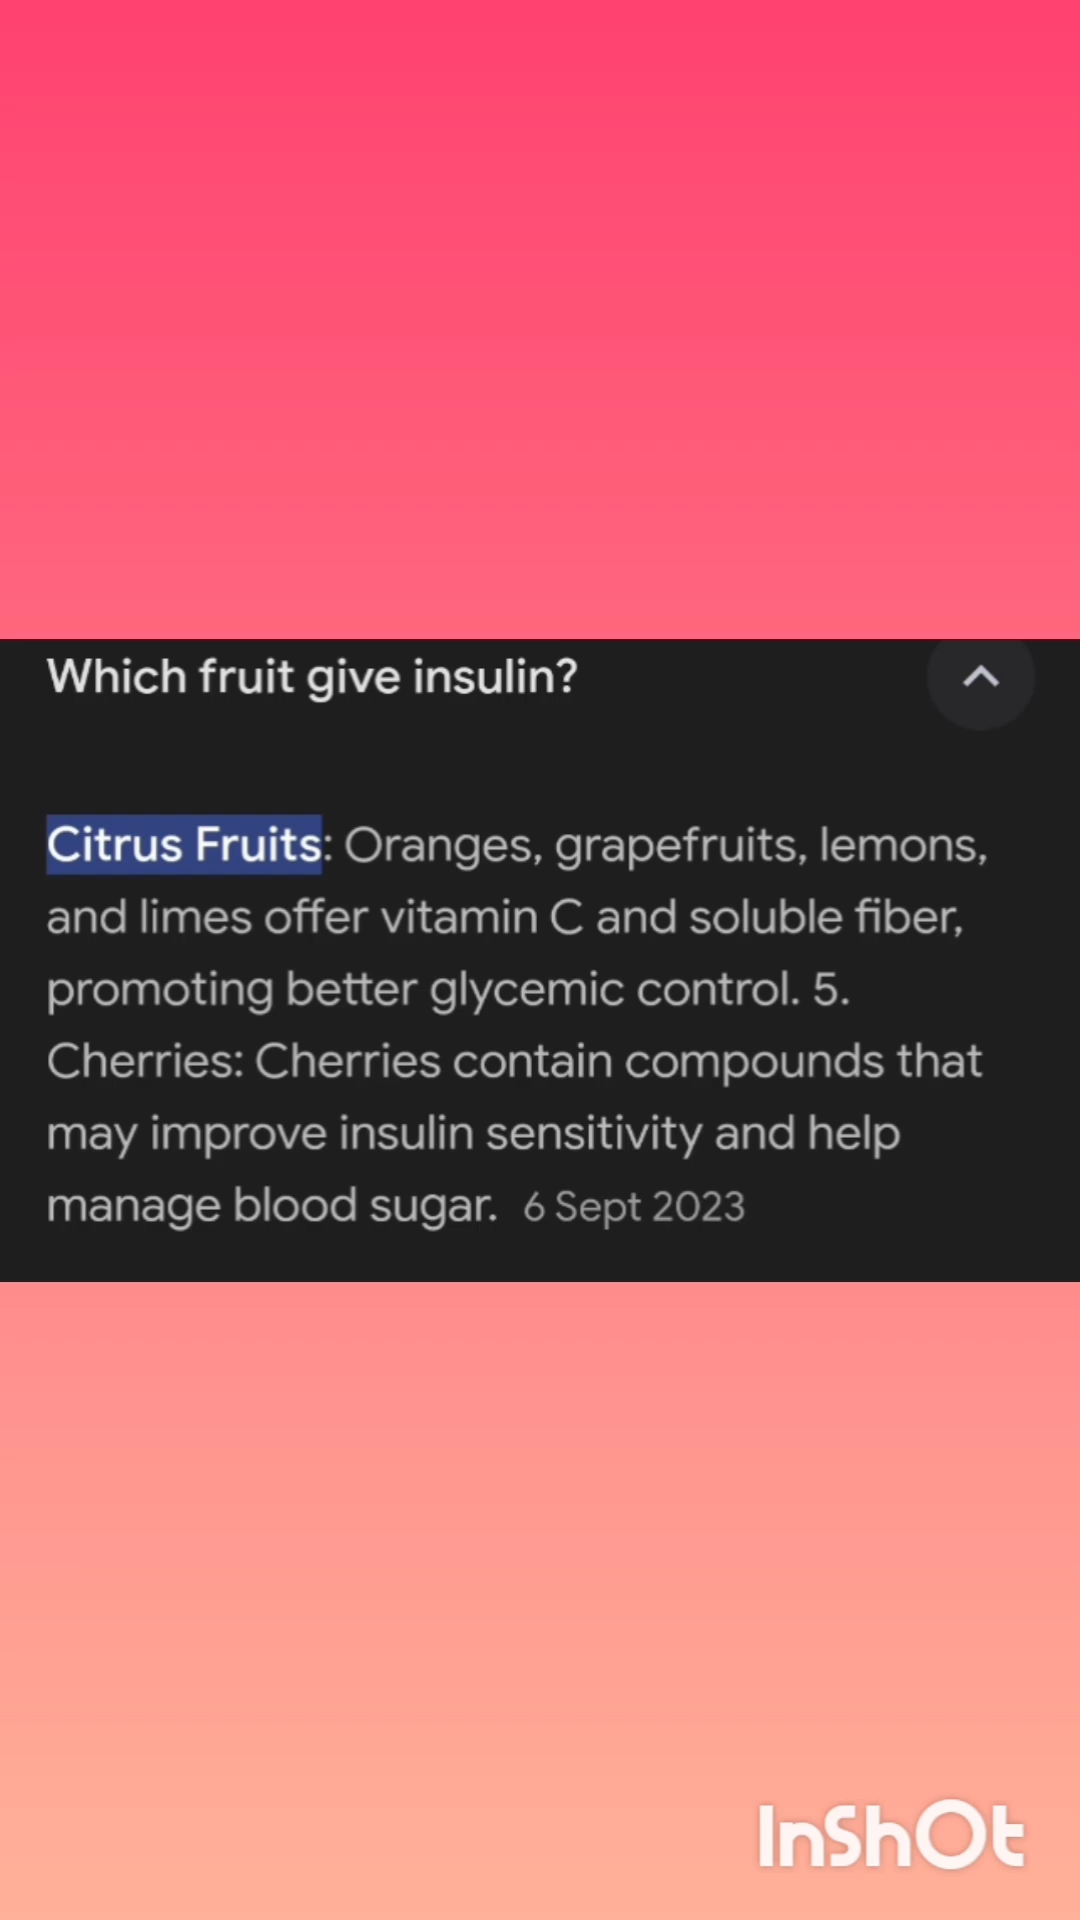 Which fruit give insulin?
Citrus Fruits: Oranges, grapefruits, lemons,
and limes offer vitamin C and soluble fiber,
promoting better glycemic control. 5.
Cherries: Cherries contain compounds that
may improve insulin sensitivity and help
manage blood sugar. 6 Sept 2023
InShOt